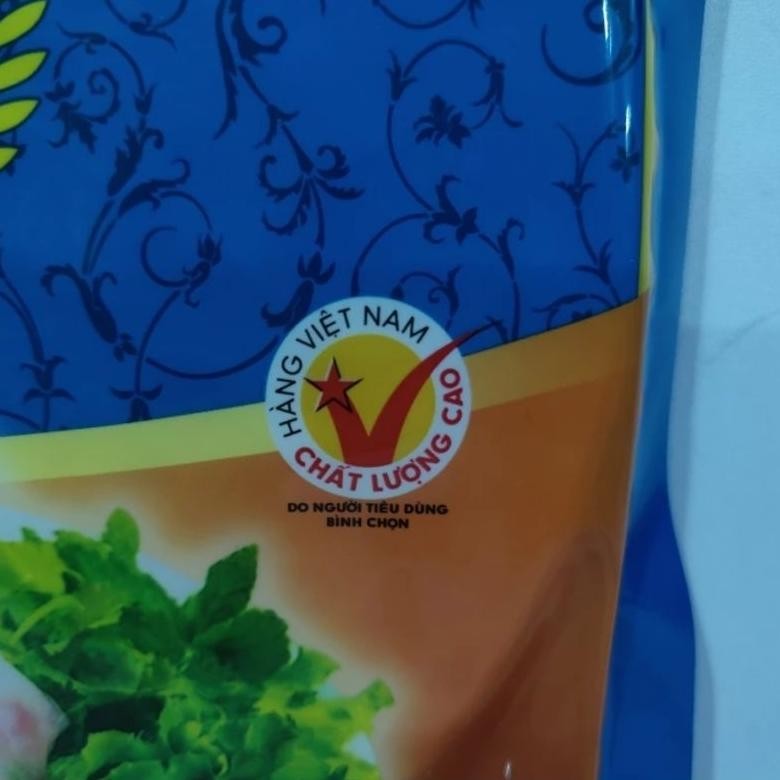 HÀNG VIỆT NAM
CHẤT LƯỢNG CAO
DO NGƯỜI TIÊU DÙNG
BÌNH CHỌN